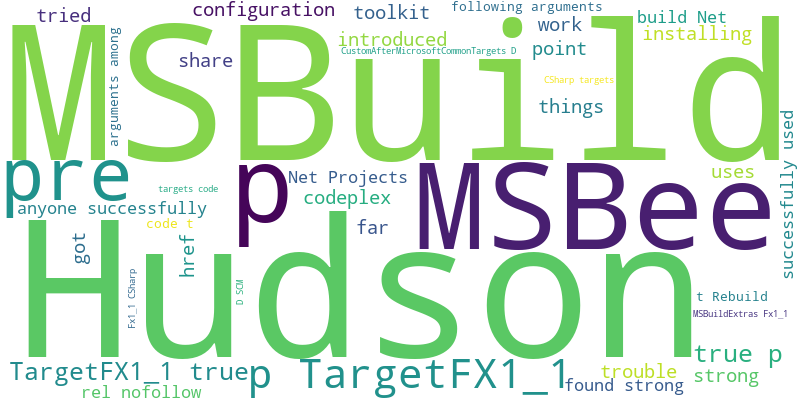 tried
configuration
toolkit
following arguments
work
build Net
installing
introduced
CustomAfterMicrosoftCommonTargets D
point
share
arguments among
MSBuild
CSharp targets
things
successfully used
pre
p
Net Projects
MSBee
uses
targets code
codeplex
anyone successfully
code t
far
got
href
Hudson
Fx1_1 CSharp
D SCM
t Rebuild
MSBuildExtras Fx1_1
true p
TargetFX1_1 true
p TargetFX1_1
trouble
strong
found strong
rel nofollow